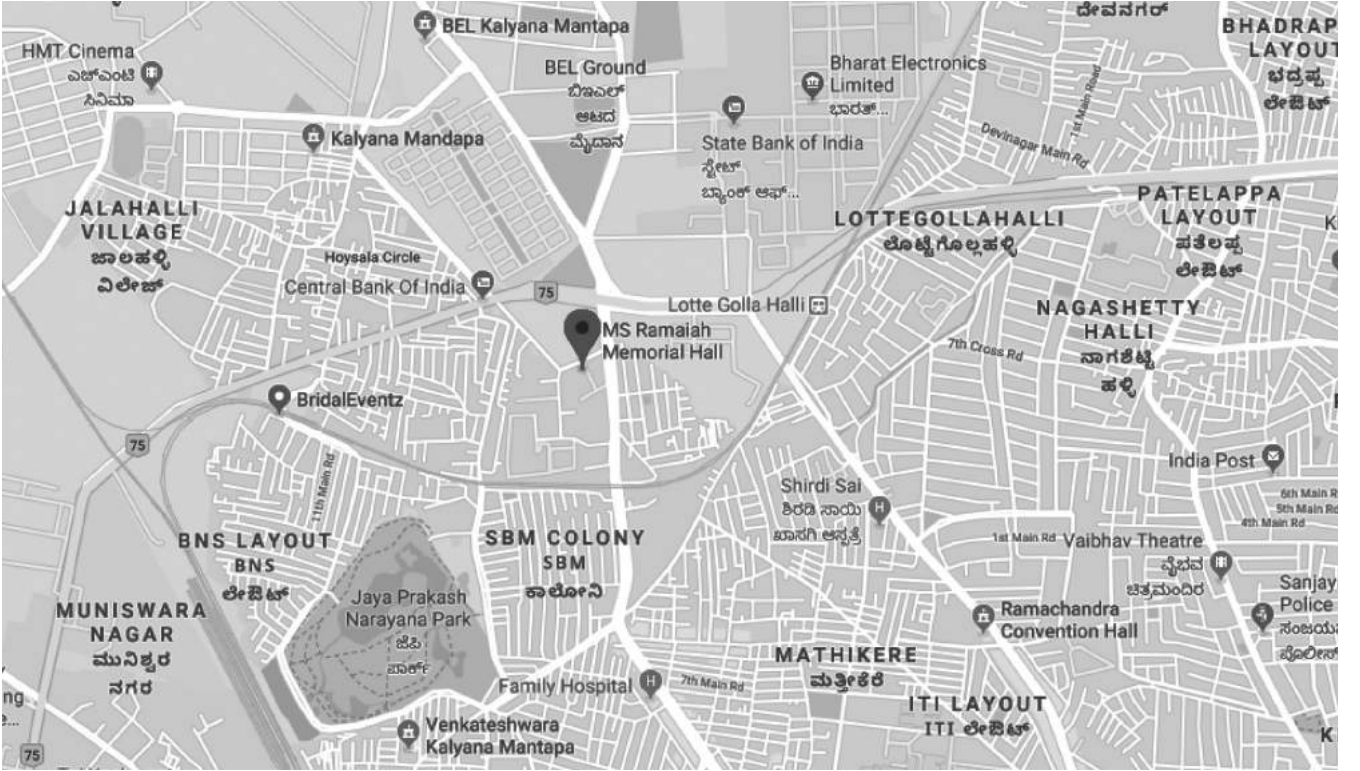 ದೇವನಗರ್
BEL Kalyana Mantapa
BHADRAP
LAYOUT
ಭದ್ರಪ್ಪ
ಲೇಔಟ್
HMT Cinema
ಎಚ್ಎಂಟಿ
ಸಿನಿಮಾ
BEL Ground
ಬಿಇಎಲ್
ಆಟದ
ಮೈದಾನ
Bharat Electronics
Limited
ಭಾರತ್...
Kalyana Mandapa
State Bank of India
ಸ್ಟೇಟ್
ಬ್ಯಾಂಕ್ ಆಫ್...
1st Main Road
Devinagar Main Rd
JALAHALLI
VILLAGE
ಜಾಲಹಳ್ಳಿ
ವಿಲೇಜ್
LOTTEGOLLAHALLI
ಲೊಟ್ಟೆಗೊಲ್ಲಹಳ್ಳಿ
PATELAPPA
LAYOUT
ಪತೆಲಪ್ಪ
ಲೇಔಟ್
Hoysala Circle
Central Bank Of India
75
Lotte Golla Halli
MS Ramaiah
Memorial Hall
NAGASHETTY
HALLI
ನಾಗಶೆಟ್ಟಿ
ಹಳ್ಳಿ
7th Cross Rd
BridalEventz
75
11th Main Rd
India Post
Shirdi Sai
ಶಿರಡಿ ಸಾಯಿ
ಖಾಸಗಿ ಆಸ್ಪತ್ರೆ
6th Main R
5th Main Rd
4th Main Rd
BNS LAYOUT
BNS
ಲೇಔಟ್
SBM COLONY
SBM
ಕಾಲೋನಿ
1st Main Rd
Vaibhav Theatre
ವೈಭವ
ಚಿತ್ರಮಂದಿರ
MUNISWARA
NAGAR
ಮುನಿಶ್ವರ
ನಗರ
Jaya Prakash
Narayana Park
ಜೆಪಿ
ಪಾರ್ಕ್
Ramachandra
Convention Hall
Sanjay
Police
ಸಂಜಯ
ಪೊಲೀಸ್
MATHIKERE
ಮತ್ತೀಕೆರೆ
Family Hospital
7th Main Rd
ITI LAYOUT
ITI ಲೇಔಟ್
Venkateshwara
Kalyana Mantapa
ng
75
K